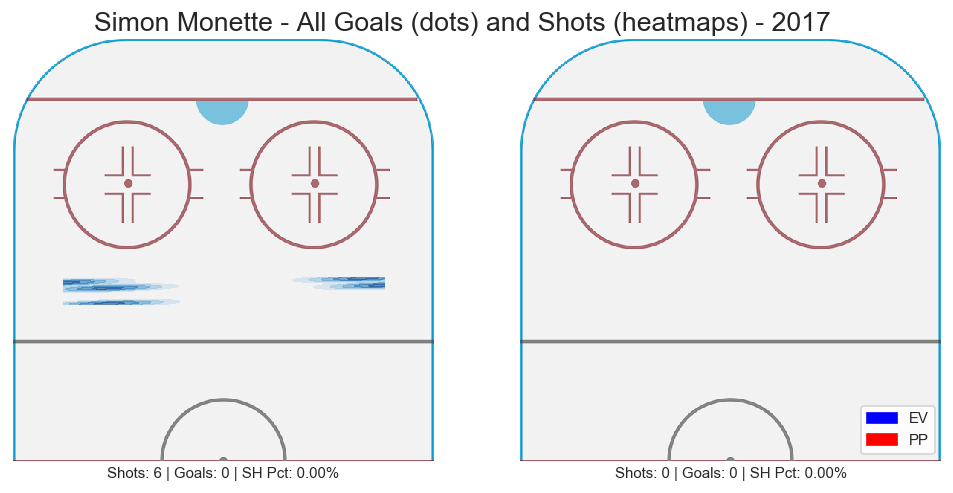 Simon Monette - All Goals (dots) and Shots (heatmaps) - 2017
EV
PP
Shots: 6 | Goals: 0 | SH Pct: 0.00%
Shots: 0 | Goals: 0 | SH Pct: 0.00%